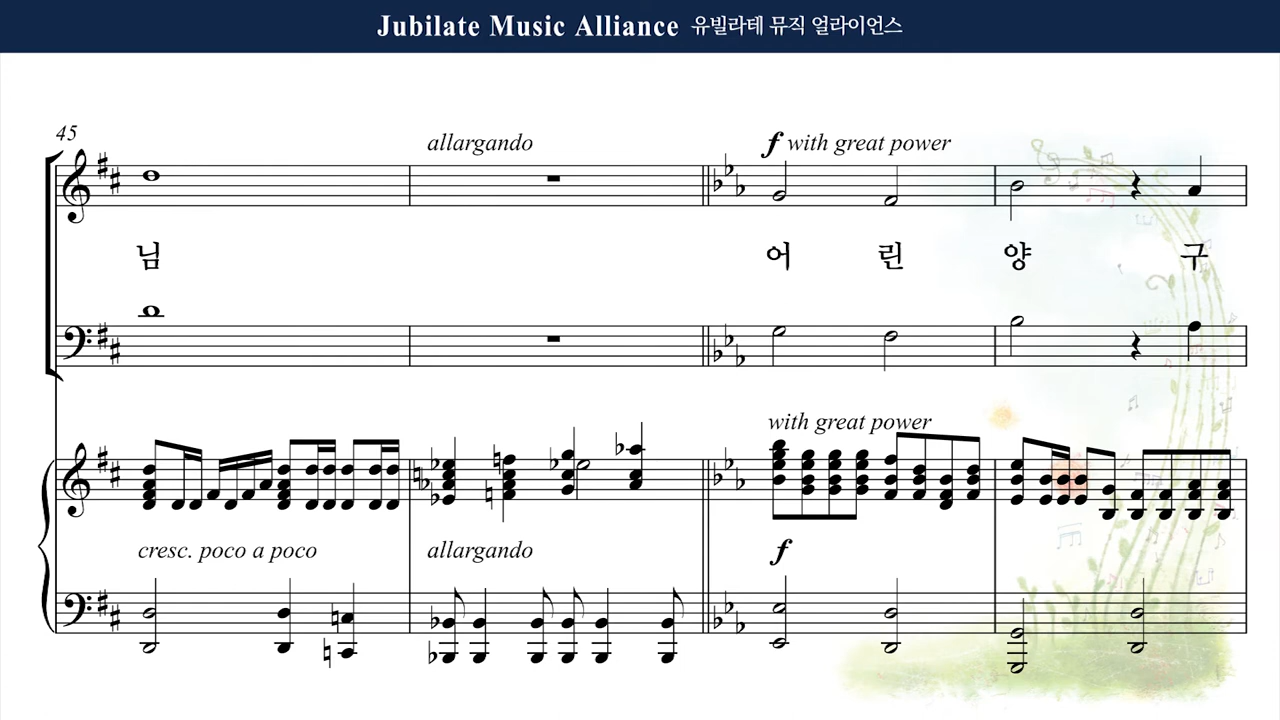 Jubilate Music Alliance 유빌라테 뮤직 얼라이언스
45
allargando
f with great power
님 어 린 양 구
with great power
cresc. poco a poco
allargando
f